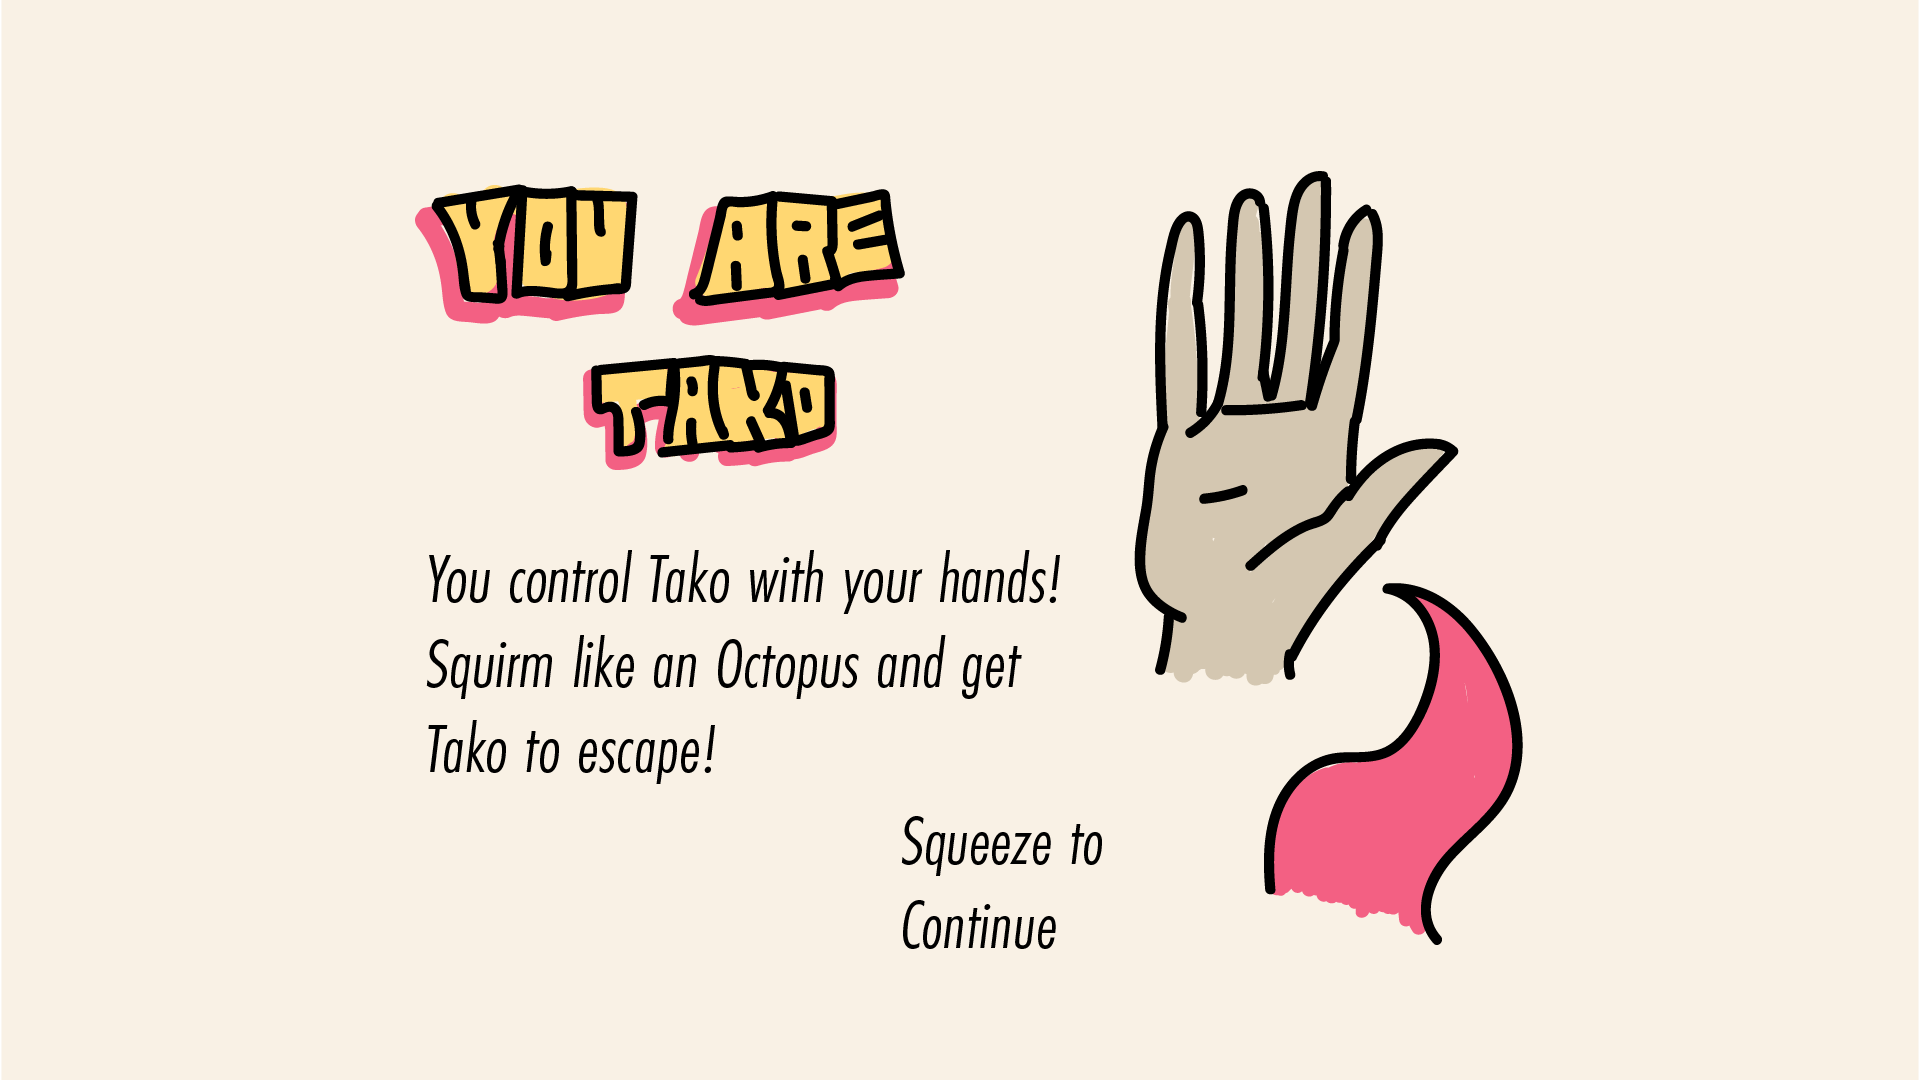 YOU ARE
TAKO
You control Tako with your hands!
Squirm like an Octopus and get
Tako to escape!
Squeeze to
Continue